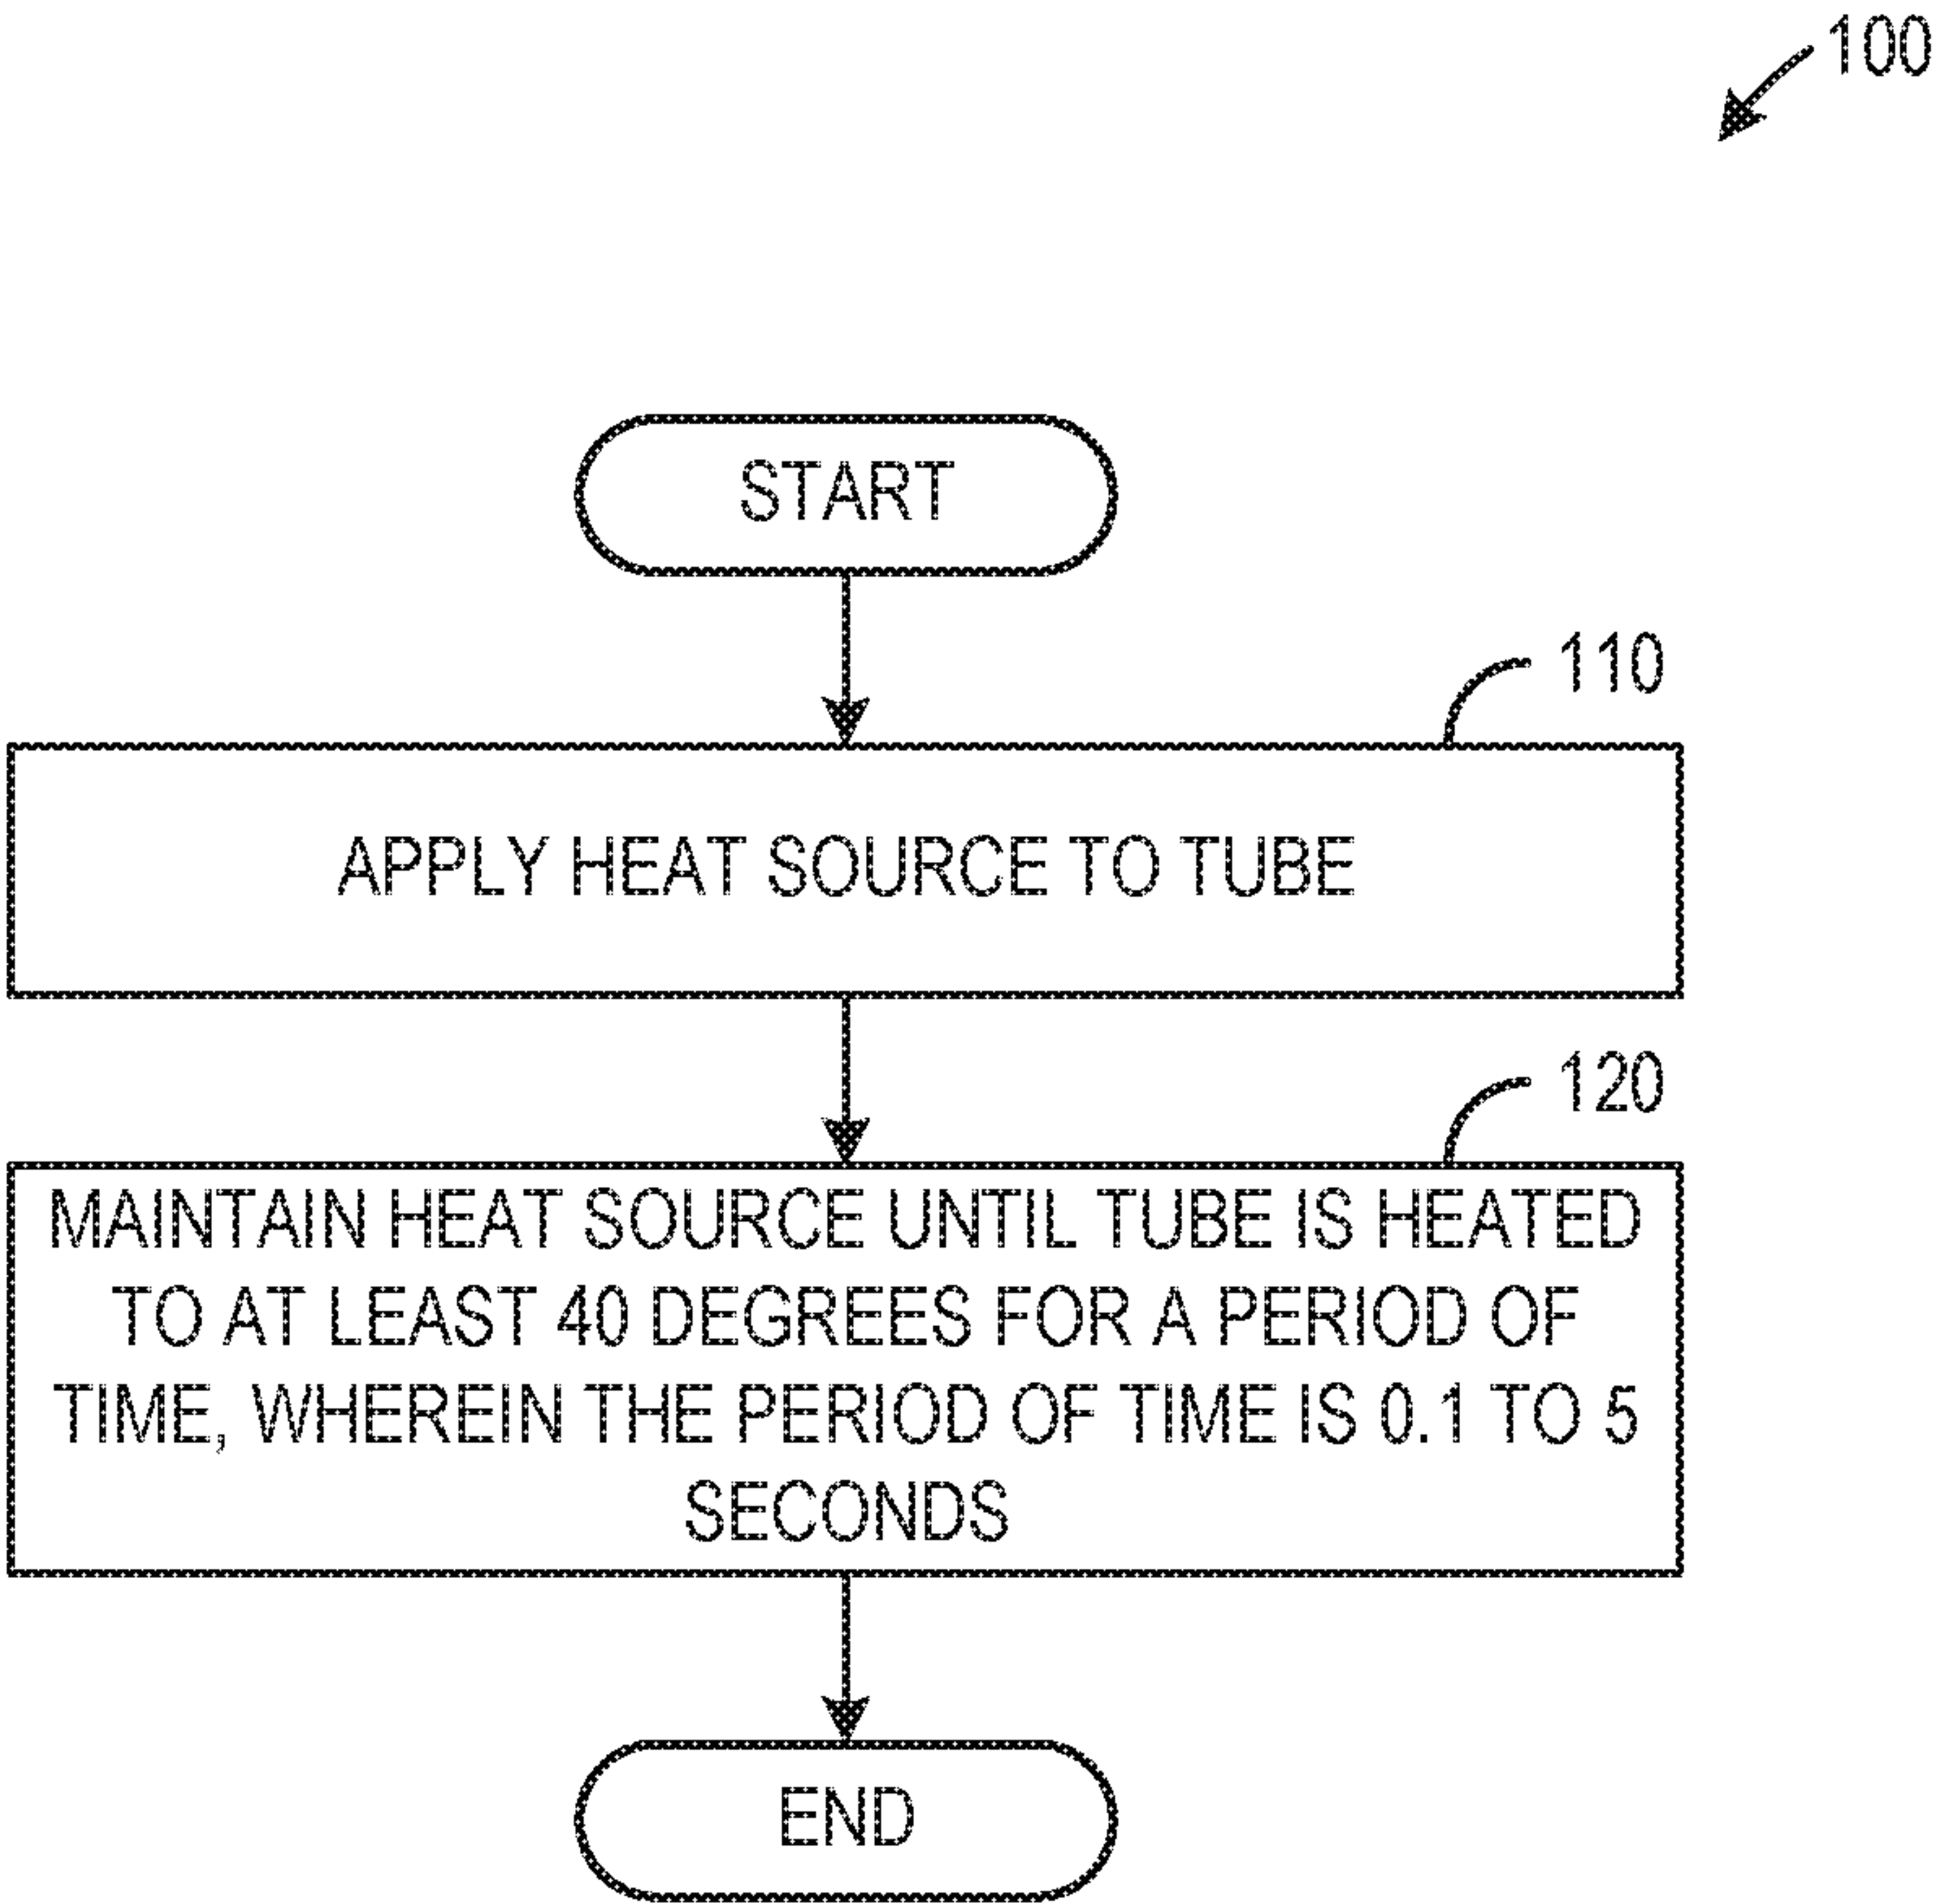 100
START
110
APPLY HEAT SOURCE TO TUBE
120
MAINTAIN HEAT SOURCE UNTIL TUBE IS HEATED
TO AT LEAST 40 DEGREES FOR A PERIOD OF
TIME, WHEREIN THE PERIOD OF TIME IS 0.1 TO 5
SECONDS
END